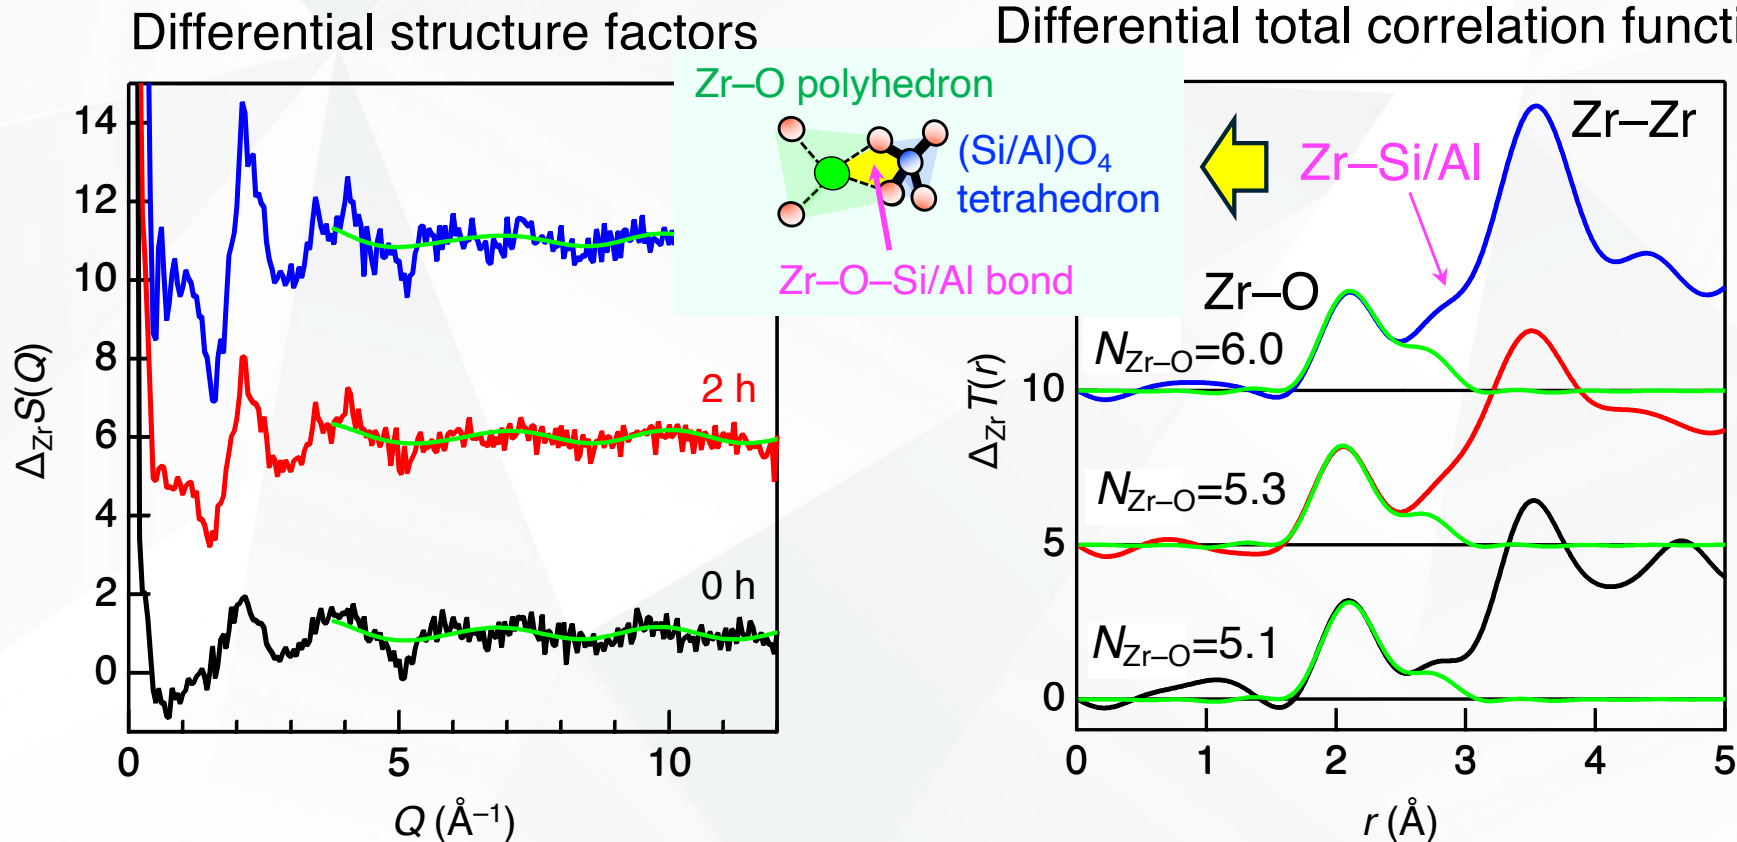 Differential structure factors
Differential total correlation functi
Zr–O polyhedron
(Si/Al)O4
tetrahedron
Zr–O–Si/Al bond
Zr–Si/Al
Zr–Zr
Zr–O
14
12
10
8
6
4
2
0
ΔZrS(Q)
2 h
0 h
0
5
10
Q (Å–1)
NZr–O=6.0
NZr–O=5.3
NZr–O=5.1
10
5
0
ΔZr T(r)
0
1
2
3
4
5
r (Å)